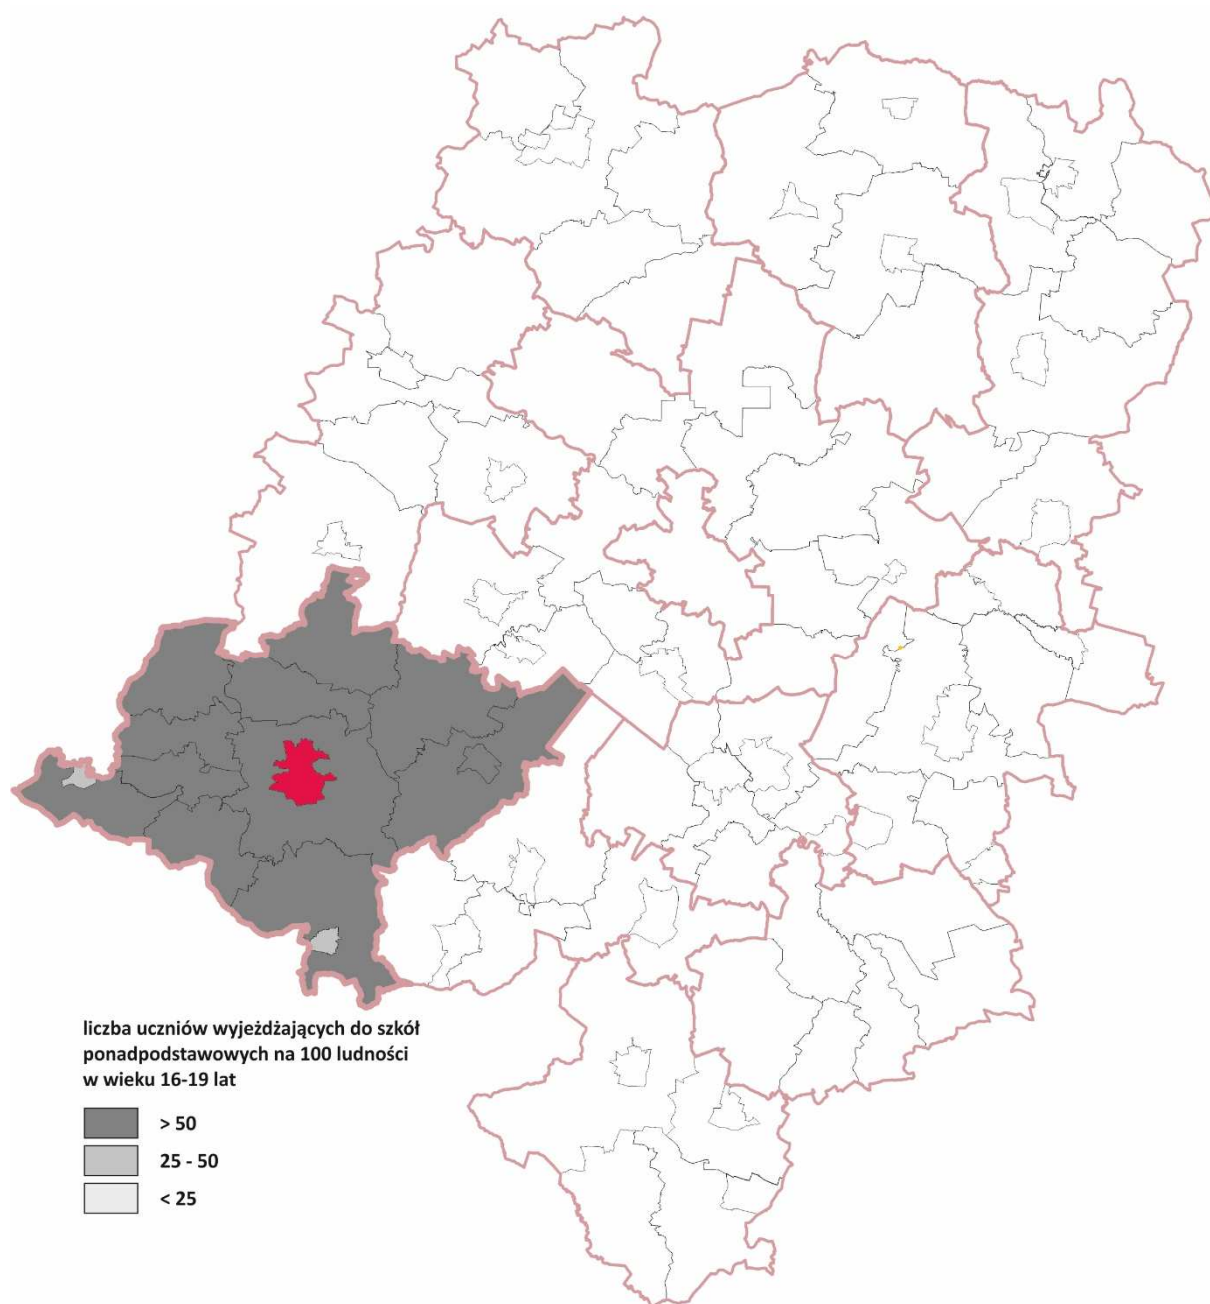 liczba uczniów wyjeżdżających do szkół
ponadpodstawowych na 100 ludności
w wieku 16-19 lat
> 50
25 - 50
< 25